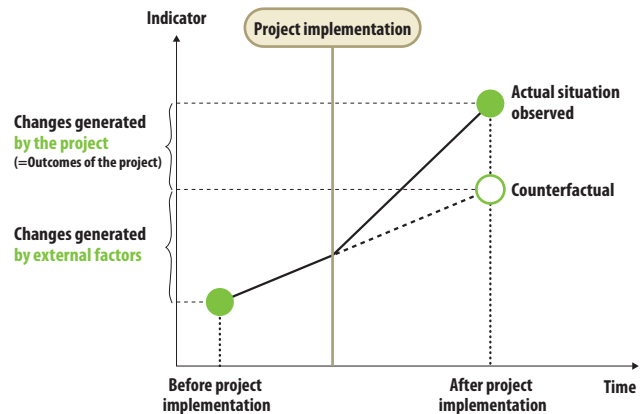 Indicator
Project implementation
Actual situation
observed
Changes generated
by the project
(=Outcomes of the project)
Counterfactual
Changes generated
by external factors
Before project
implementation
After project
implementation
Time